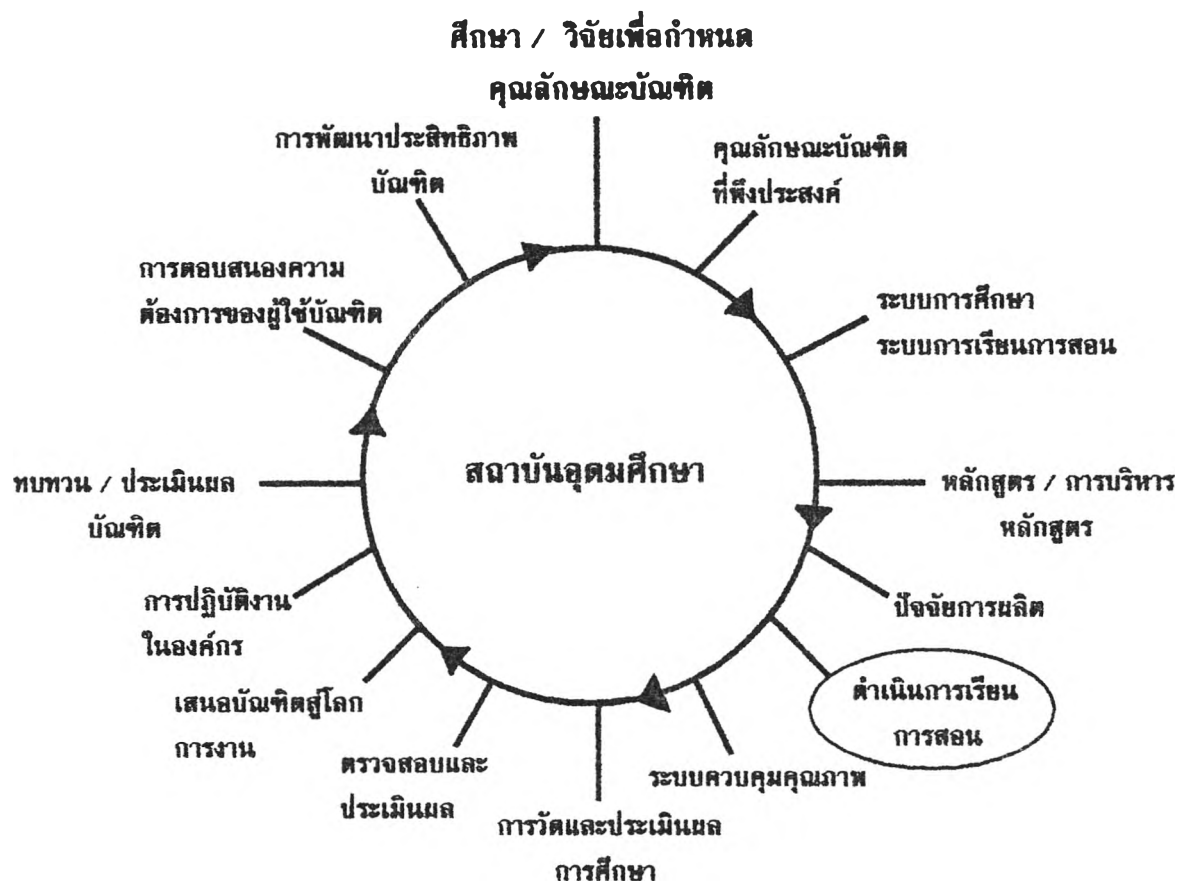 ศึกษา / วิจัยเพื่อกำหนด
คุณลักษณะบัณฑิต
คุณลักษณะบัณฑิต
ที่พึงประสงค์
ระบบการศึกษา
ระบบการเรียนการสอน
หลักสูตร / การบริหาร
หลักสูตร
ปัจจัยการผลิต
ดำเนินการเรียน
การสอน
ระบบควบคุมคุณภาพ
การวัดและประเมินผล
การศึกษา
ตรวจสอบและ
ประเมินผล
เสนอบัณฑิตสู่โลก
การงาน
การปฏิบัติงาน
ในองค์กร
ทบทวน / ประเมินผล
บัณฑิต
การตอบสนองความ
ต้องการของผู้ใช้บัณฑิต
การพัฒนาประสิทธิภาพ
บัณฑิต
สถาบันอุดมศึกษา